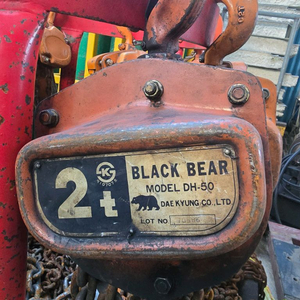 2t
BLACK BEAR
MODEL DH-50
DAE KYUNG CO., LTD
LOT NO